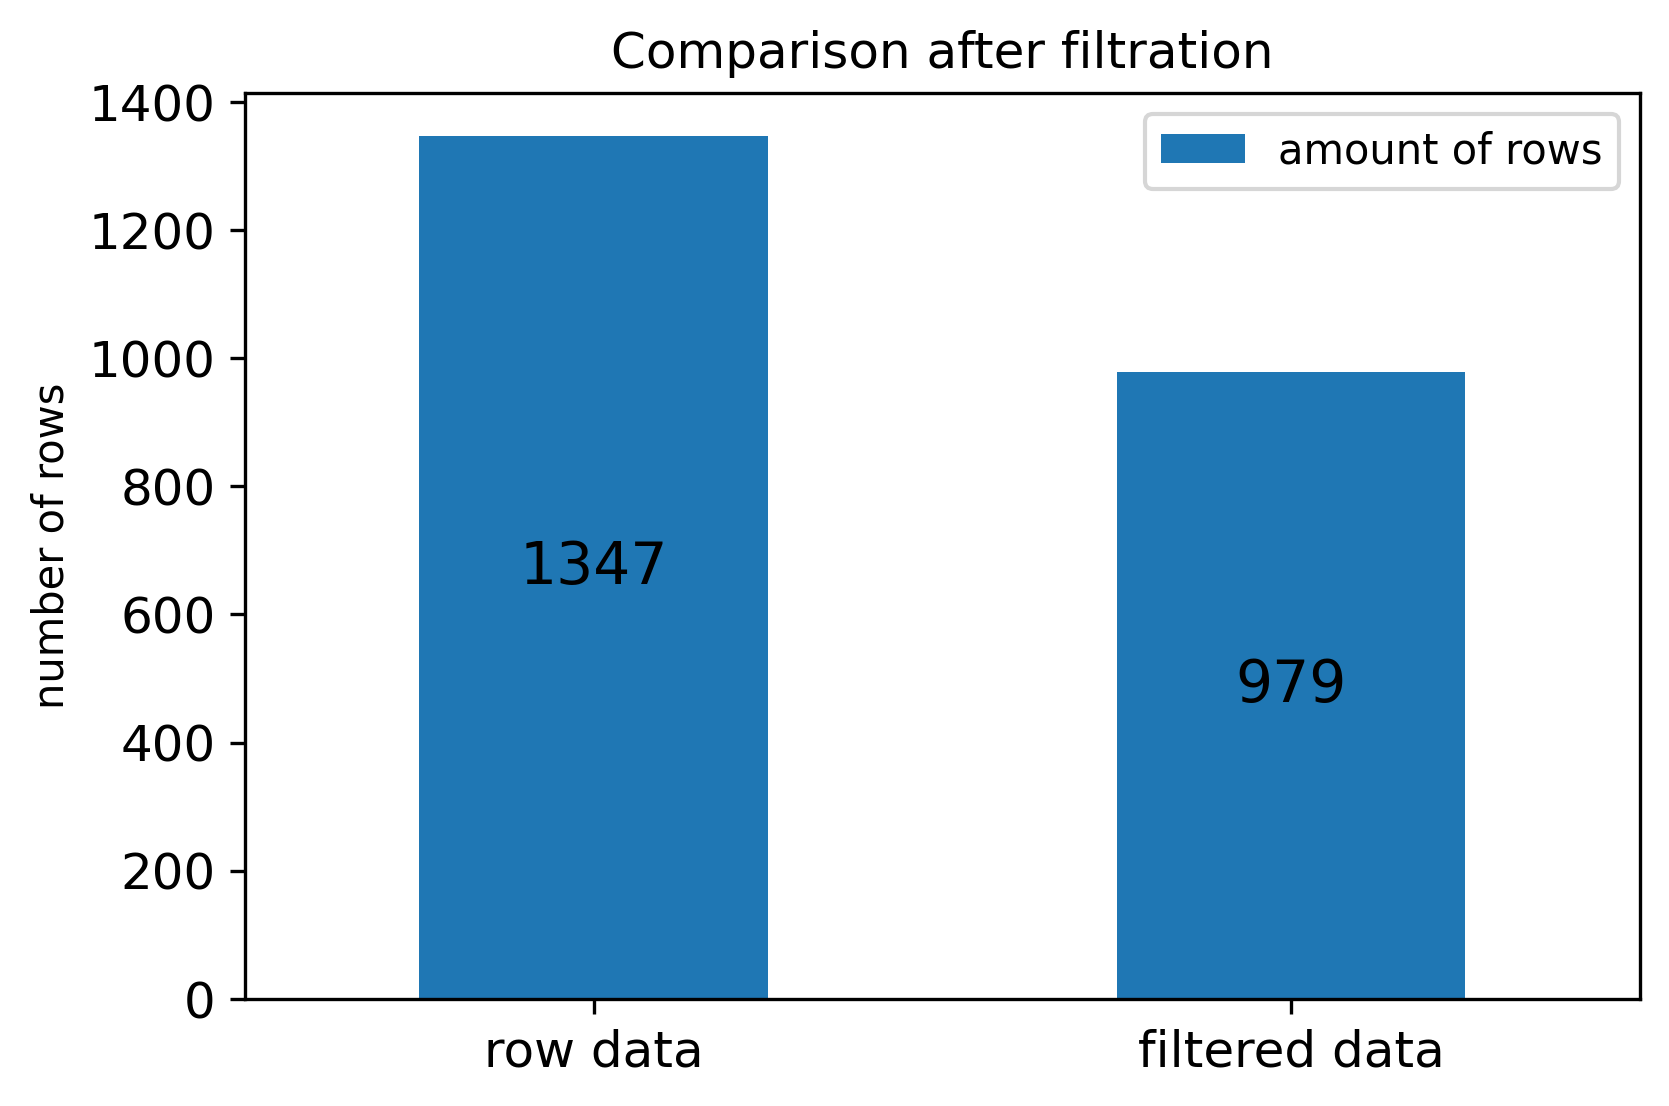 Comparison after filtration
1400
1200
1000
800
600
400
200
0
number of rows
amount of rows
1347
979
row data
filtered data